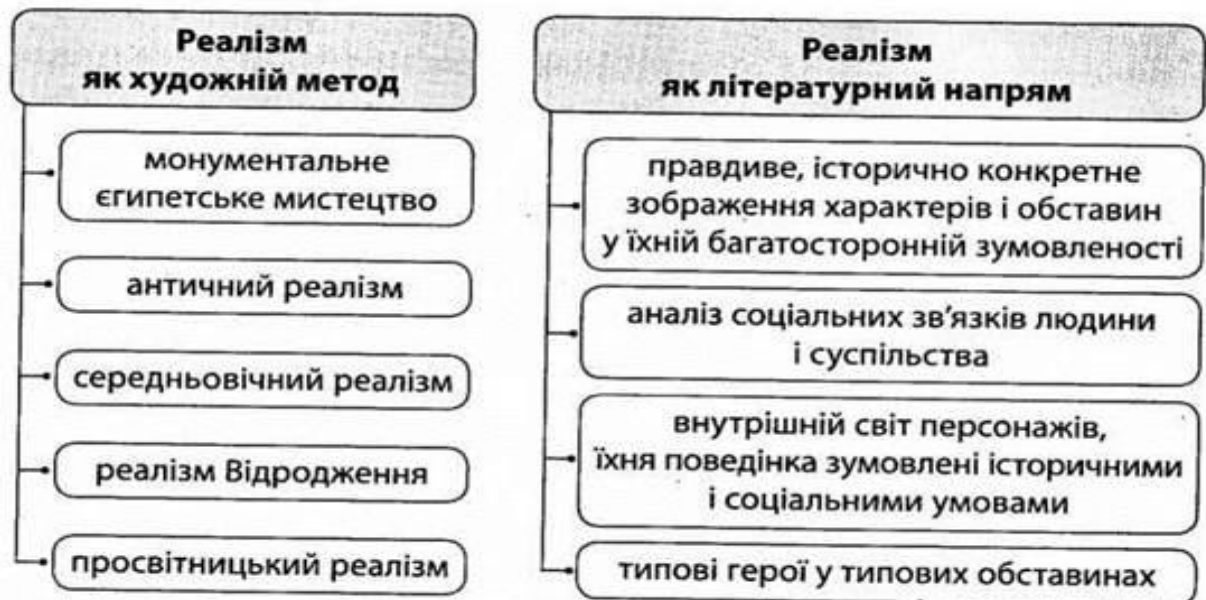 Реалізм
як художній метод
монументальне
єгипетське мистецтво
античний реалізм
середньовічний реалізм
реалізм Відродження
просвітницький реалізм
Реалізм
як літературний напрям
правдиве, історично конкретне
зображення характерів і обставин
у їхній багатосторонній зумовленості
аналіз соціальних зв'язків людини
і суспільства
внутрішній світ персонажів,
їхня поведінка зумовлені історичними
і соціальними умовами
типові герої у типових обставинах